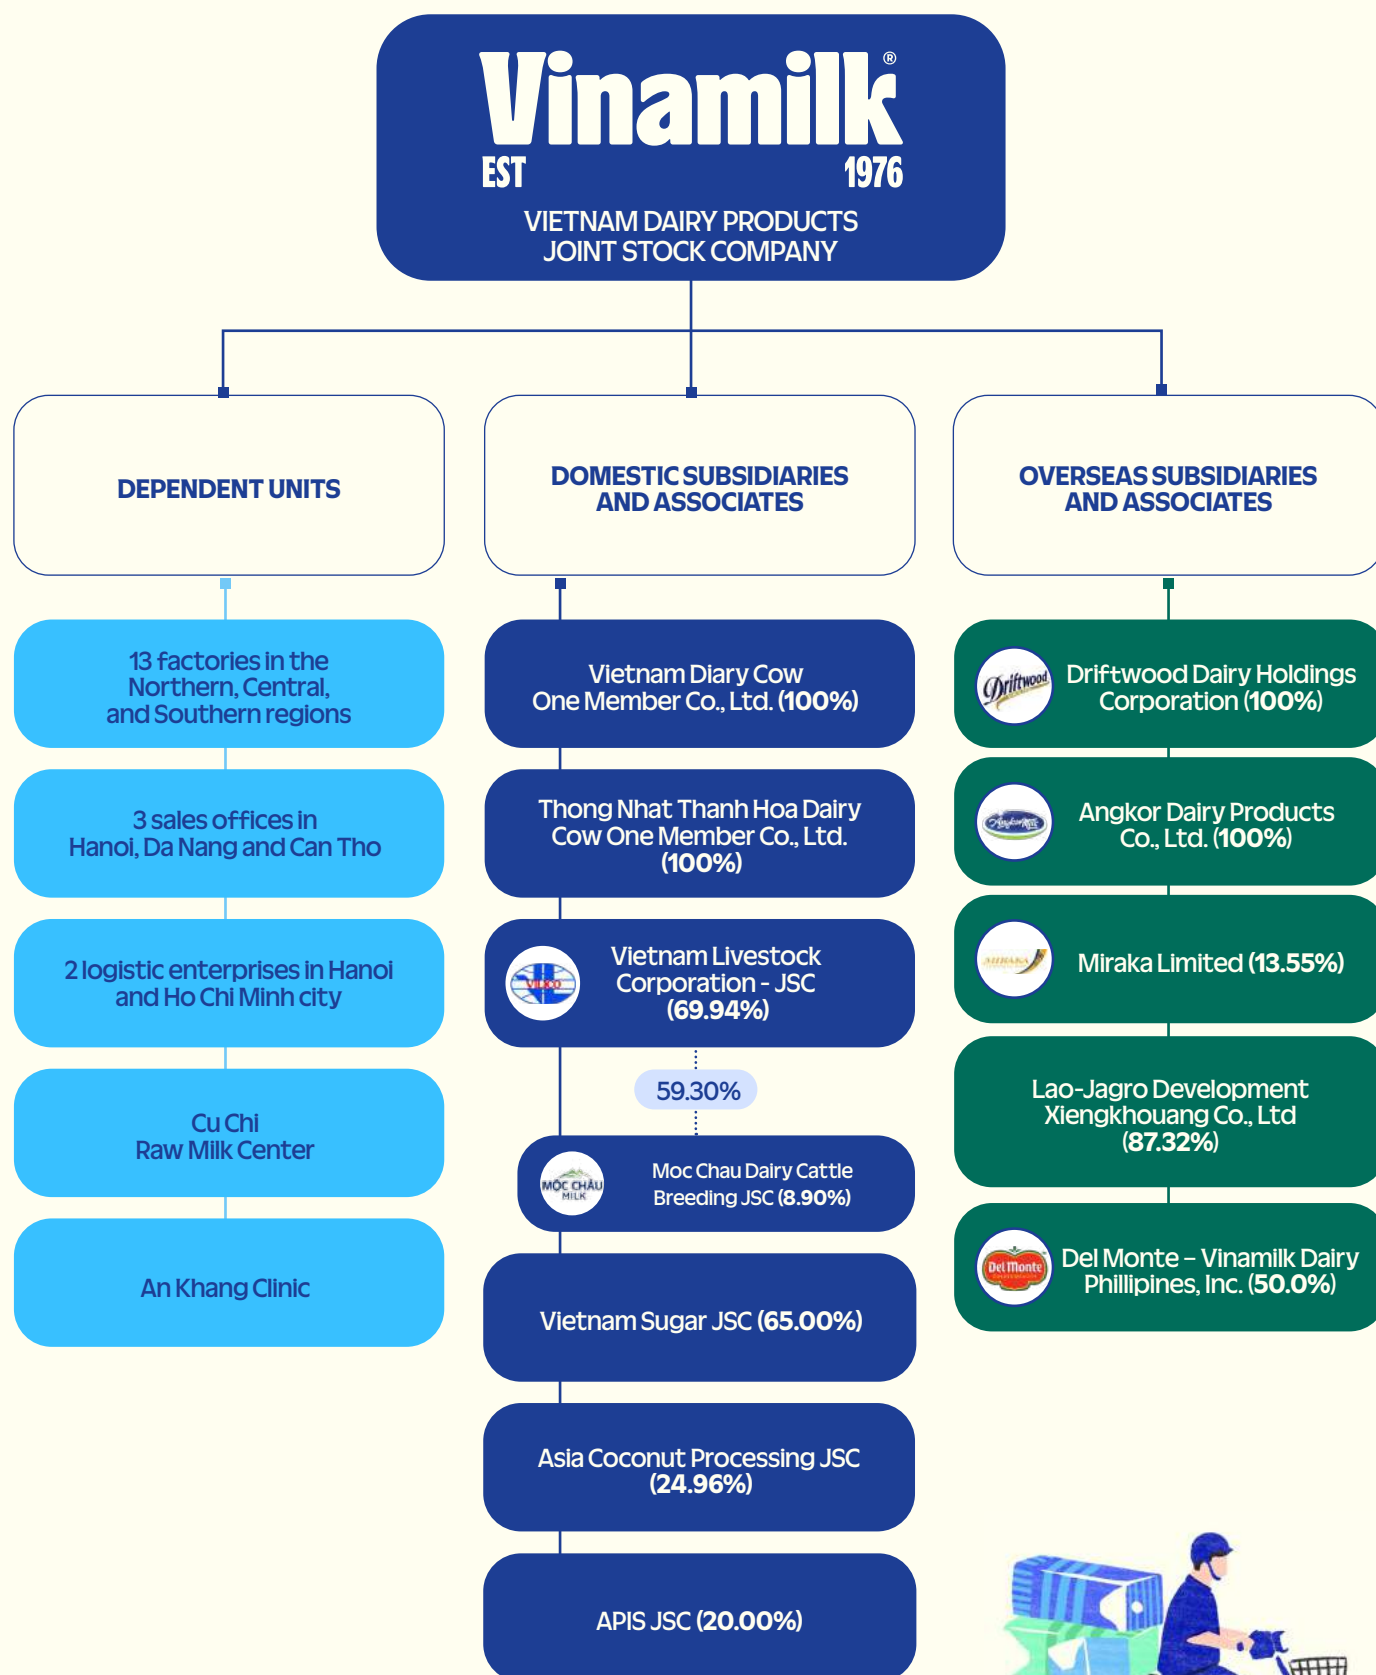 Vinamilk®
EST 1976
VIETNAM DAIRY PRODUCTS
JOINT STOCK COMPANY
DEPENDENT UNITS
13 factories in the
Northern, Central,
and Southern regions
3 sales offices in
Hanoi, Da Nang and Can Tho
2 logistic enterprises in Hanoi
and Ho Chi Minh city
Cu Chi
Raw Milk Center
An Khang Clinic
DOMESTIC SUBSIDIARIES
AND ASSOCIATES
Vietnam Diary Cow
One Member Co., Ltd. (100%)
Thong Nhat Thanh Hoa Dairy
Cow One Member Co., Ltd.
(100%)
VILICO
Vietnam Livestock
Corporation - JSC
(69.94%)
59.30%
MỘC CHÂU
MILK
Moc Chau Dairy Cattle
Breeding JSC (8.90%)
Vietnam Sugar JSC (65.00%)
Asia Coconut Processing JSC
(24.96%)
APIS JSC (20.00%)
OVERSEAS SUBSIDIARIES
AND ASSOCIATES
Driftwood
Driftwood Dairy Holdings
Corporation (100%)
Angkor Milk
Angkor Dairy Products
Co., Ltd. (100%)
MIRAKA
Miraka Limited (13.55%)
Lao-Jagro Development
Xiengkhouang Co., Ltd
(87.32%)
Del Monte
Del Monte – Vinamilk Dairy
Phillipines, Inc. (50.0%)